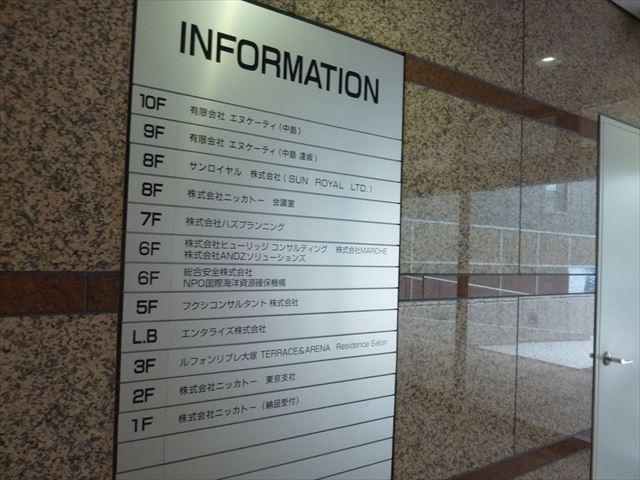 INFORMATION
10F 有限会社 エヌケーティ(中島)
9F 有限会社 エヌケーティ(中島 達坂)
8F サンロイヤル 株式会社(SUN ROYAL LTD.)
8F 株式会社ニッカトー 会議室
7F 株式会社ハズプランニング
6F 株式会社ヒューリッジ コンサルティング 株式会社MARCHE
株式会社ANDZソリューションズ
6F 総合安全株式会社
NPO国際海洋資源確保機構
5F フクシコンサルタント 株式会社
L.B エンタライズ株式会社
3F ルフォンリブレ大塚 TERRACE&ARENA Residence Salon
2F 株式会社ニッカトー 東京支社
1F 株式会社ニッカトー(納品受付)